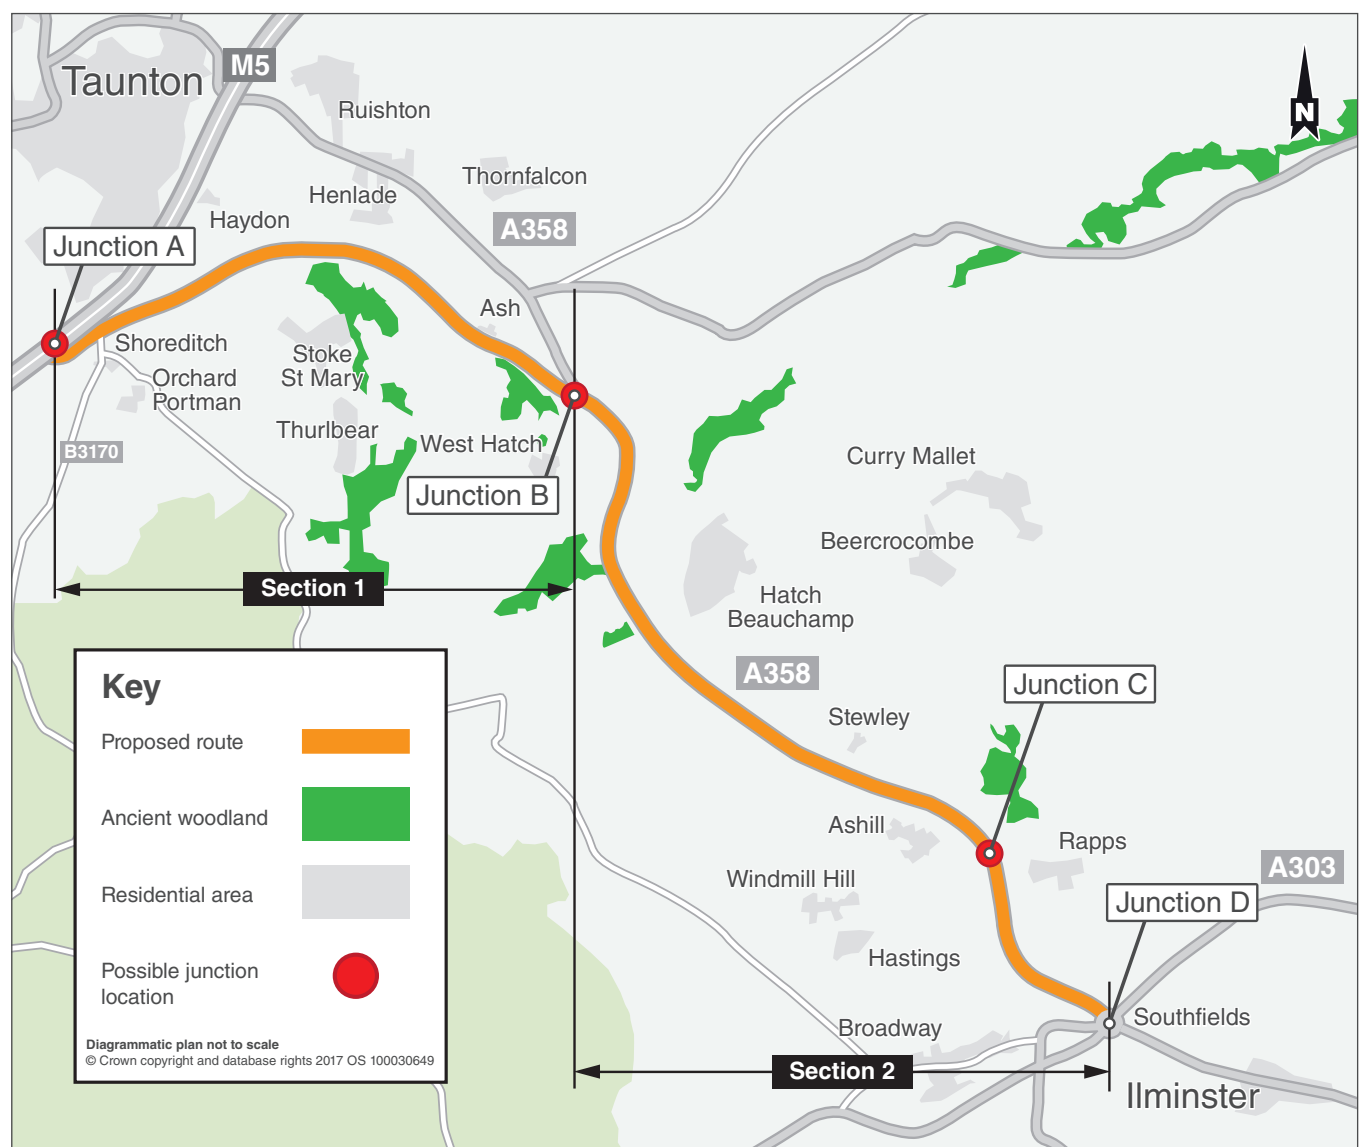 Taunton
M5
Ruishton
Thornfalcon
Henlade
Haydon
A358
N
Junction A
Ash
Shoreditch
Stoke
St Mary
Orchard
Portman
Thurlbear
West Hatch
B3170
Junction B
Curry Mallet
Beercrocombe
Section 1
Hatch
Beauchamp
A358
Junction C
Stewley
Ashill
Rapps
A303
Windmill Hill
Junction D
Hastings
Southfields
Broadway
Section 2
Ilminster
Key
Proposed route
Ancient woodland
Residential area
Possible junction
location
Diagrammatic plan not to scale
© Crown copyright and database rights 2017 OS 100030649